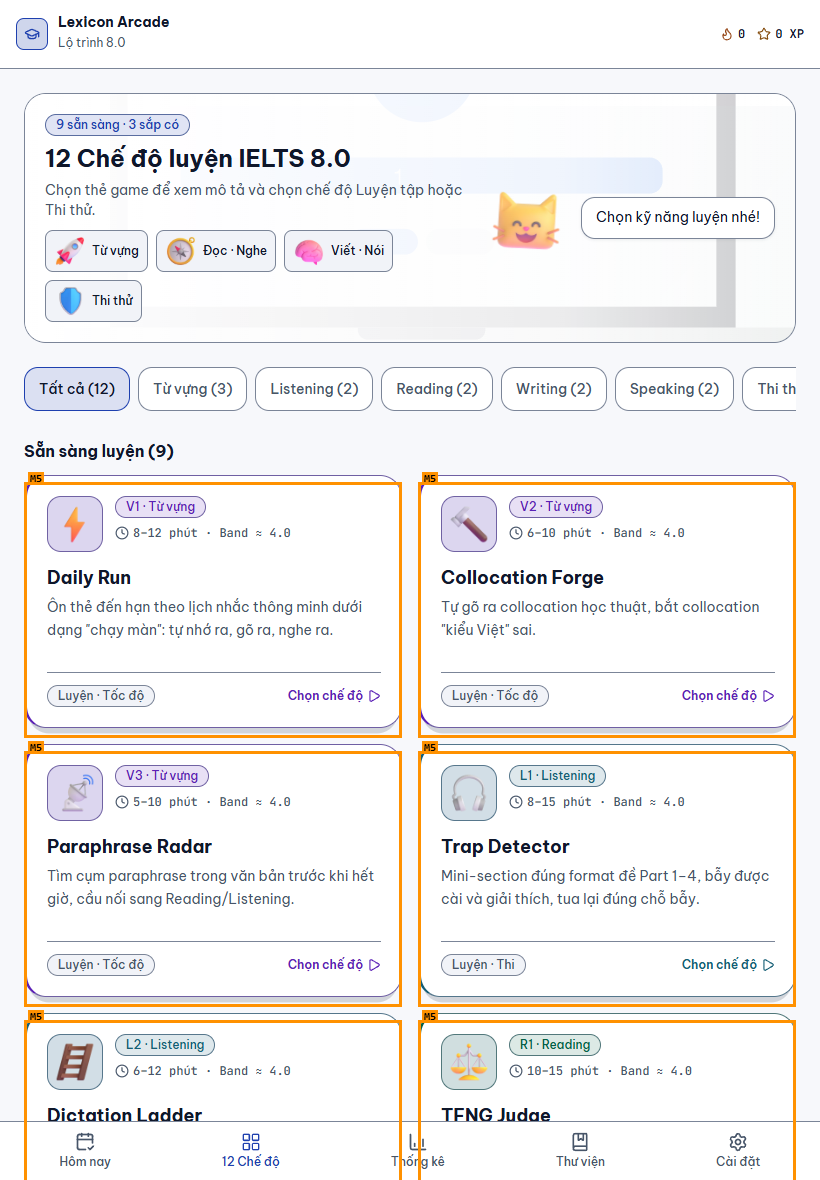 Lexicon Arcade
Lộ trình 8.0
0 0 XP
9 sẵn sàng · 3 sắp có
12 Chế độ luyện IELTS 8.0
Chọn thẻ game để xem mô tả và chọn chế độ Luyện tập hoặc
Thi thử.
Chọn kỹ năng luyện nhé!
Từ vựng
Đọc · Nghe
Viết · Nói
Thi thử
Tất cả (12)
Từ vựng (3)
Listening (2)
Reading (2)
Writing (2)
Speaking (2)
Thi th
Sẵn sàng luyện (9)
M5
V1 · Từ vựng
8–12 phút · Band ≈ 4.0
Daily Run
Ôn thẻ đến hạn theo lịch nhắc thông minh dưới
dạng "chạy màn": tự nhớ ra, gõ ra, nghe ra.
Luyện · Tốc độ
Chọn chế độ
M5
V2 · Từ vựng
6–10 phút · Band ≈ 4.0
Collocation Forge
Tự gõ ra collocation học thuật, bắt collocation
"kiểu Việt" sai.
Luyện · Tốc độ
Chọn chế độ
M5
V3 · Từ vựng
5–10 phút · Band ≈ 4.0
Paraphrase Radar
Tìm cụm paraphrase trong văn bản trước khi hết
giờ, cầu nối sang Reading/Listening.
Luyện · Tốc độ
Chọn chế độ
M5
L1 · Listening
8–15 phút · Band ≈ 4.0
Trap Detector
Mini-section đúng format đề Part 1–4, bẫy được
cài và giải thích, tua lại đúng chỗ bẫy.
Luyện · Thi
Chọn chế độ
M5
L2 · Listening
6–12 phút · Band ≈ 4.0
Dictation Ladder
M5
R1 · Reading
10–15 phút · Band ≈ 4.0
TFNG Judge
Hôm nay
12 Chế độ
Thống kê
Thư viện
Cài đặt